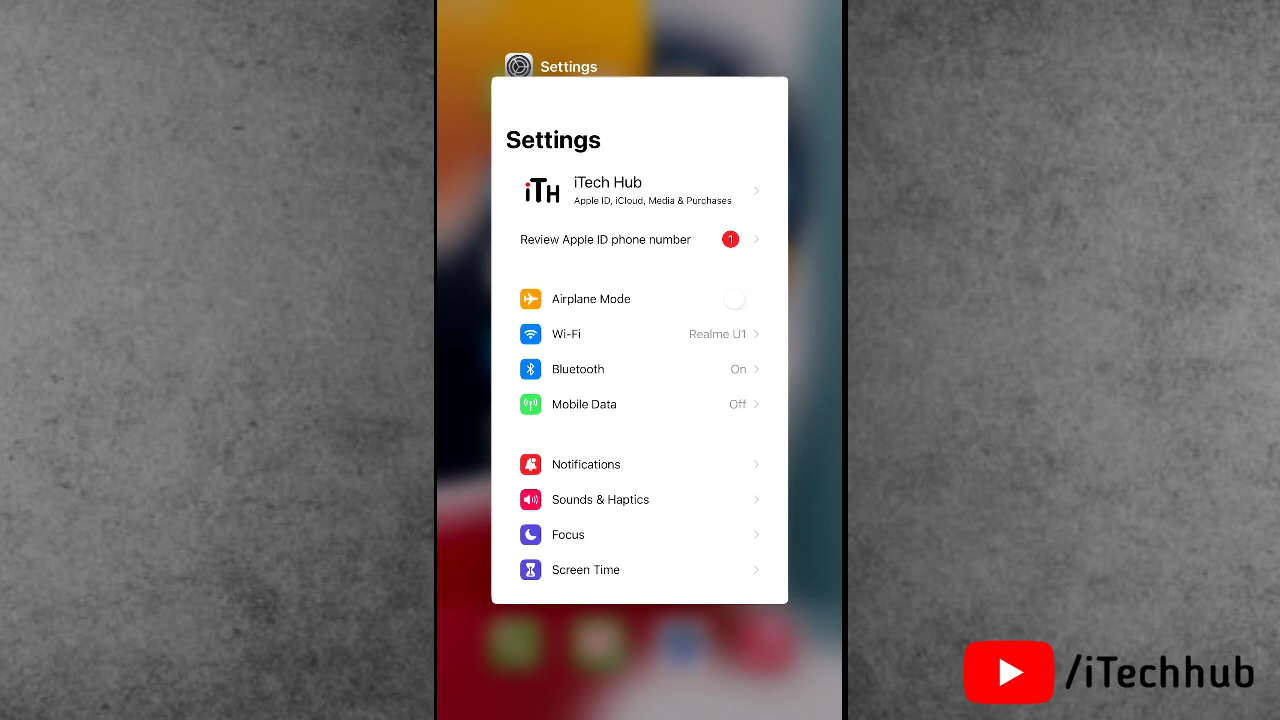 Settings
Settings
iTH
iTech Hub
Apple ID, iCloud, Media & Purchases
Review Apple ID phone number 1
Airplane Mode
Wi-Fi Realme U1
Bluetooth On
Mobile Data Off
Notifications
Sounds & Haptics
Focus
Screen Time
/iTechhub